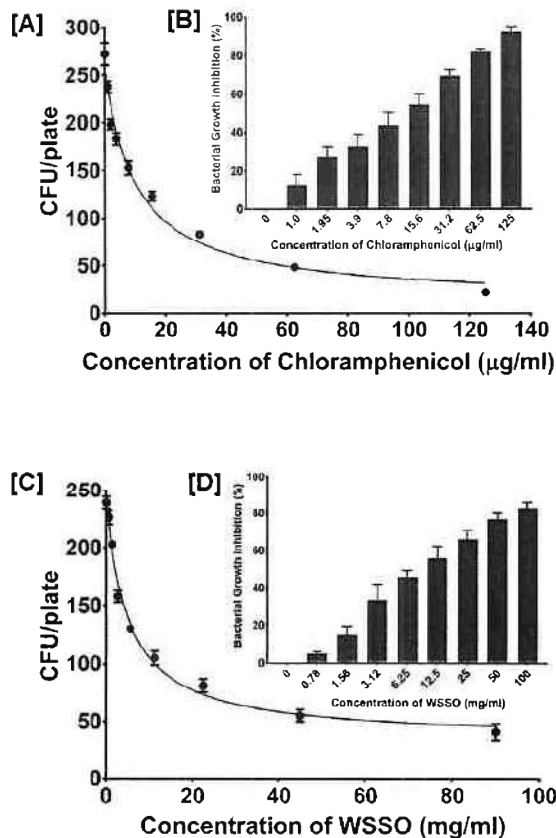 [A]
[B]
CFU/plate
300
250
200
150
100
50
0
0 20 40 60 80 100 120 140
Concentration of Chloramphenicol (µg/ml)
Bacterial Growth Inhibition (%)
100
80
60
40
20
0
0 1.0 1.95 3.9 7.8 15.6 31.2 62.5 125
Concentration of Chloramphenicol (µg/ml)
[C]
[D]
CFU/plate
250
200
150
100
50
0
0 20 40 60 80 100
Concentration of WSSO (mg/ml)
Bacterial Growth Inhibition (%)
100
80
60
40
20
0
0 0.78 1.56 3.12 6.25 12.5 25 50 100
Concentration of WSSO (mg/ml)